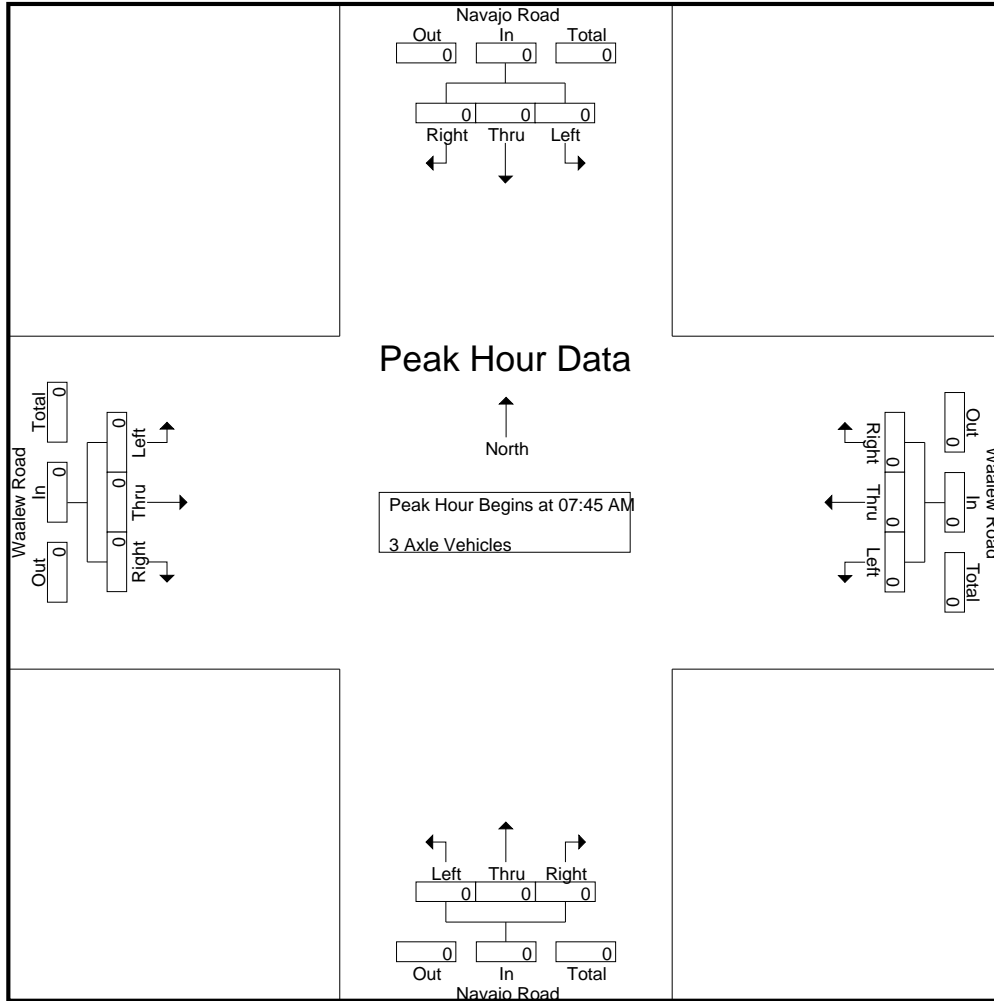 Navajo Road
Out In Total
0 0 0
0 0 0
Right Thru Left
Peak Hour Data
North
Peak Hour Begins at 07:45 AM
3 Axle Vehicles
Waalew Road
Total In Out
0 0 0
0 0 0
Left Thru Right
Waalew Road
Out In Total
0 0 0
0 0 0
Right Thru Left
Left Thru Right
0 0 0
0 0 0
Out In Total
Navajo Road